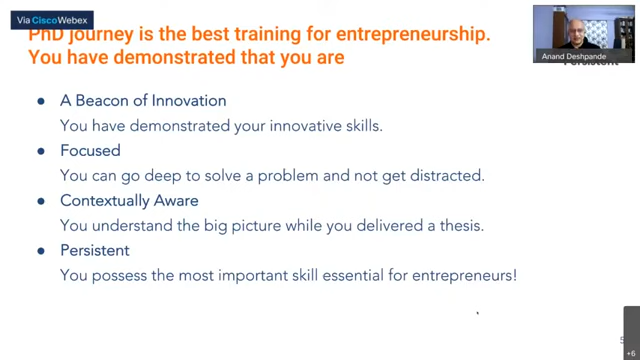 Via Cisco Webex
PhD journey is the best training for entrepreneurship.
You have demonstrated that you are
Anand Deshpande
Persistent
● A Beacon of Innovation
You have demonstrated your innovative skills.
● Focused
You can go deep to solve a problem and not get distracted.
● Contextually Aware
You understand the big picture while you delivered a thesis.
● Persistent
You possess the most important skill essential for entrepreneurs!
5
+6